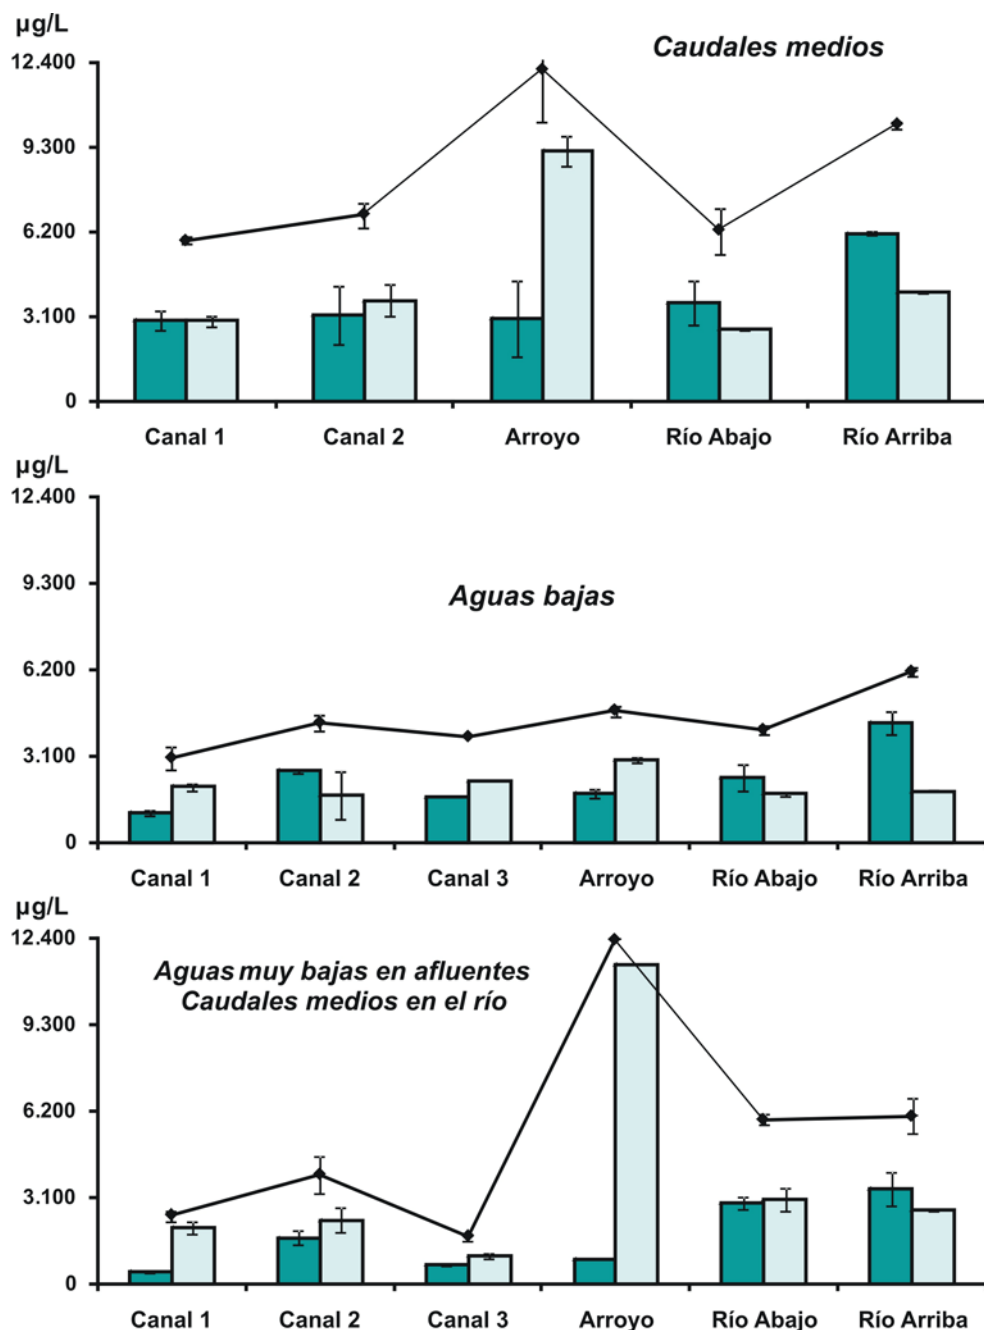 µg/L
Caudales medios
12.400
9.300
6.200
3.100
0
Canal 1 Canal 2 Arroyo Río Abajo Río Arriba
µg/L
12.400
9.300
Aguas bajas
6.200
3.100
0
Canal 1 Canal 2 Canal 3 Arroyo Río Abajo Río Arriba
µg/L
12.400
Aguas muy bajas en afluentes
Caudales medios en el río
9.300
6.200
3.100
0
Canal 1 Canal 2 Canal 3 Arroyo Río Abajo Río Arriba